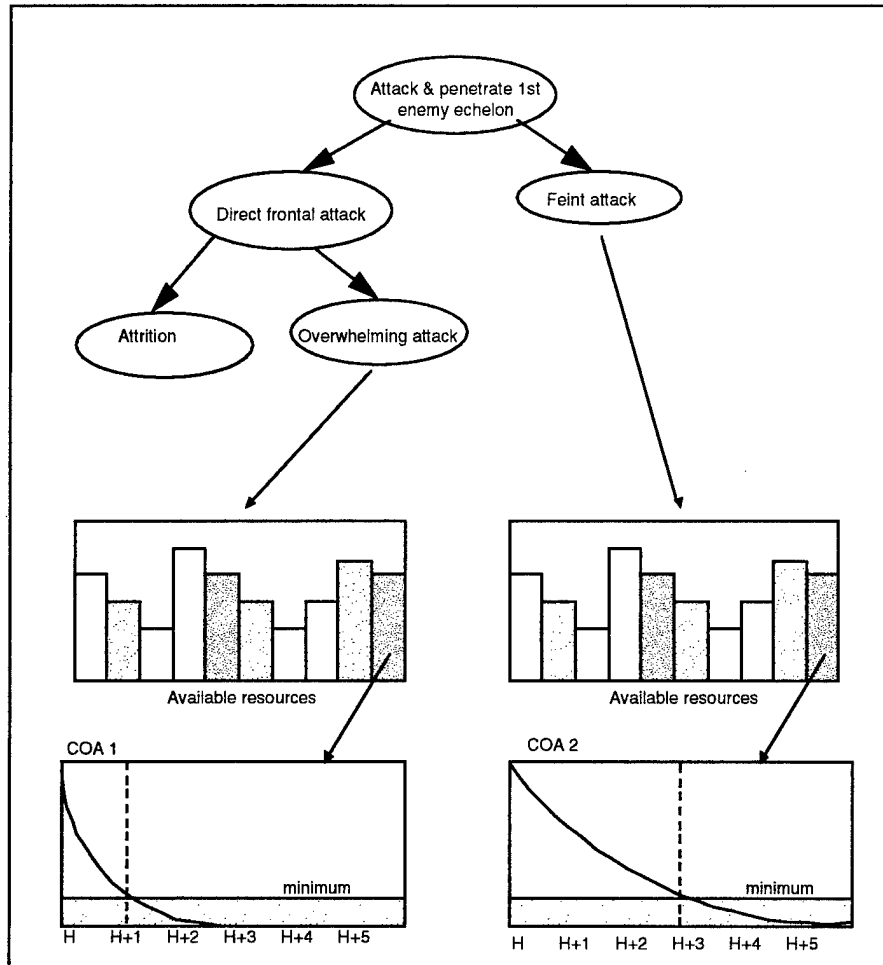 Attack & penetrate 1st
enemy echelon
Direct frontal attack
Feint attack
Attrition
Overwhelming attack
Available resources
Available resources
COA 1
COA 2
minimum
minimum
H H+1 H+2 H+3 H+4 H+5
H H+1 H+2 H+3 H+4 H+5